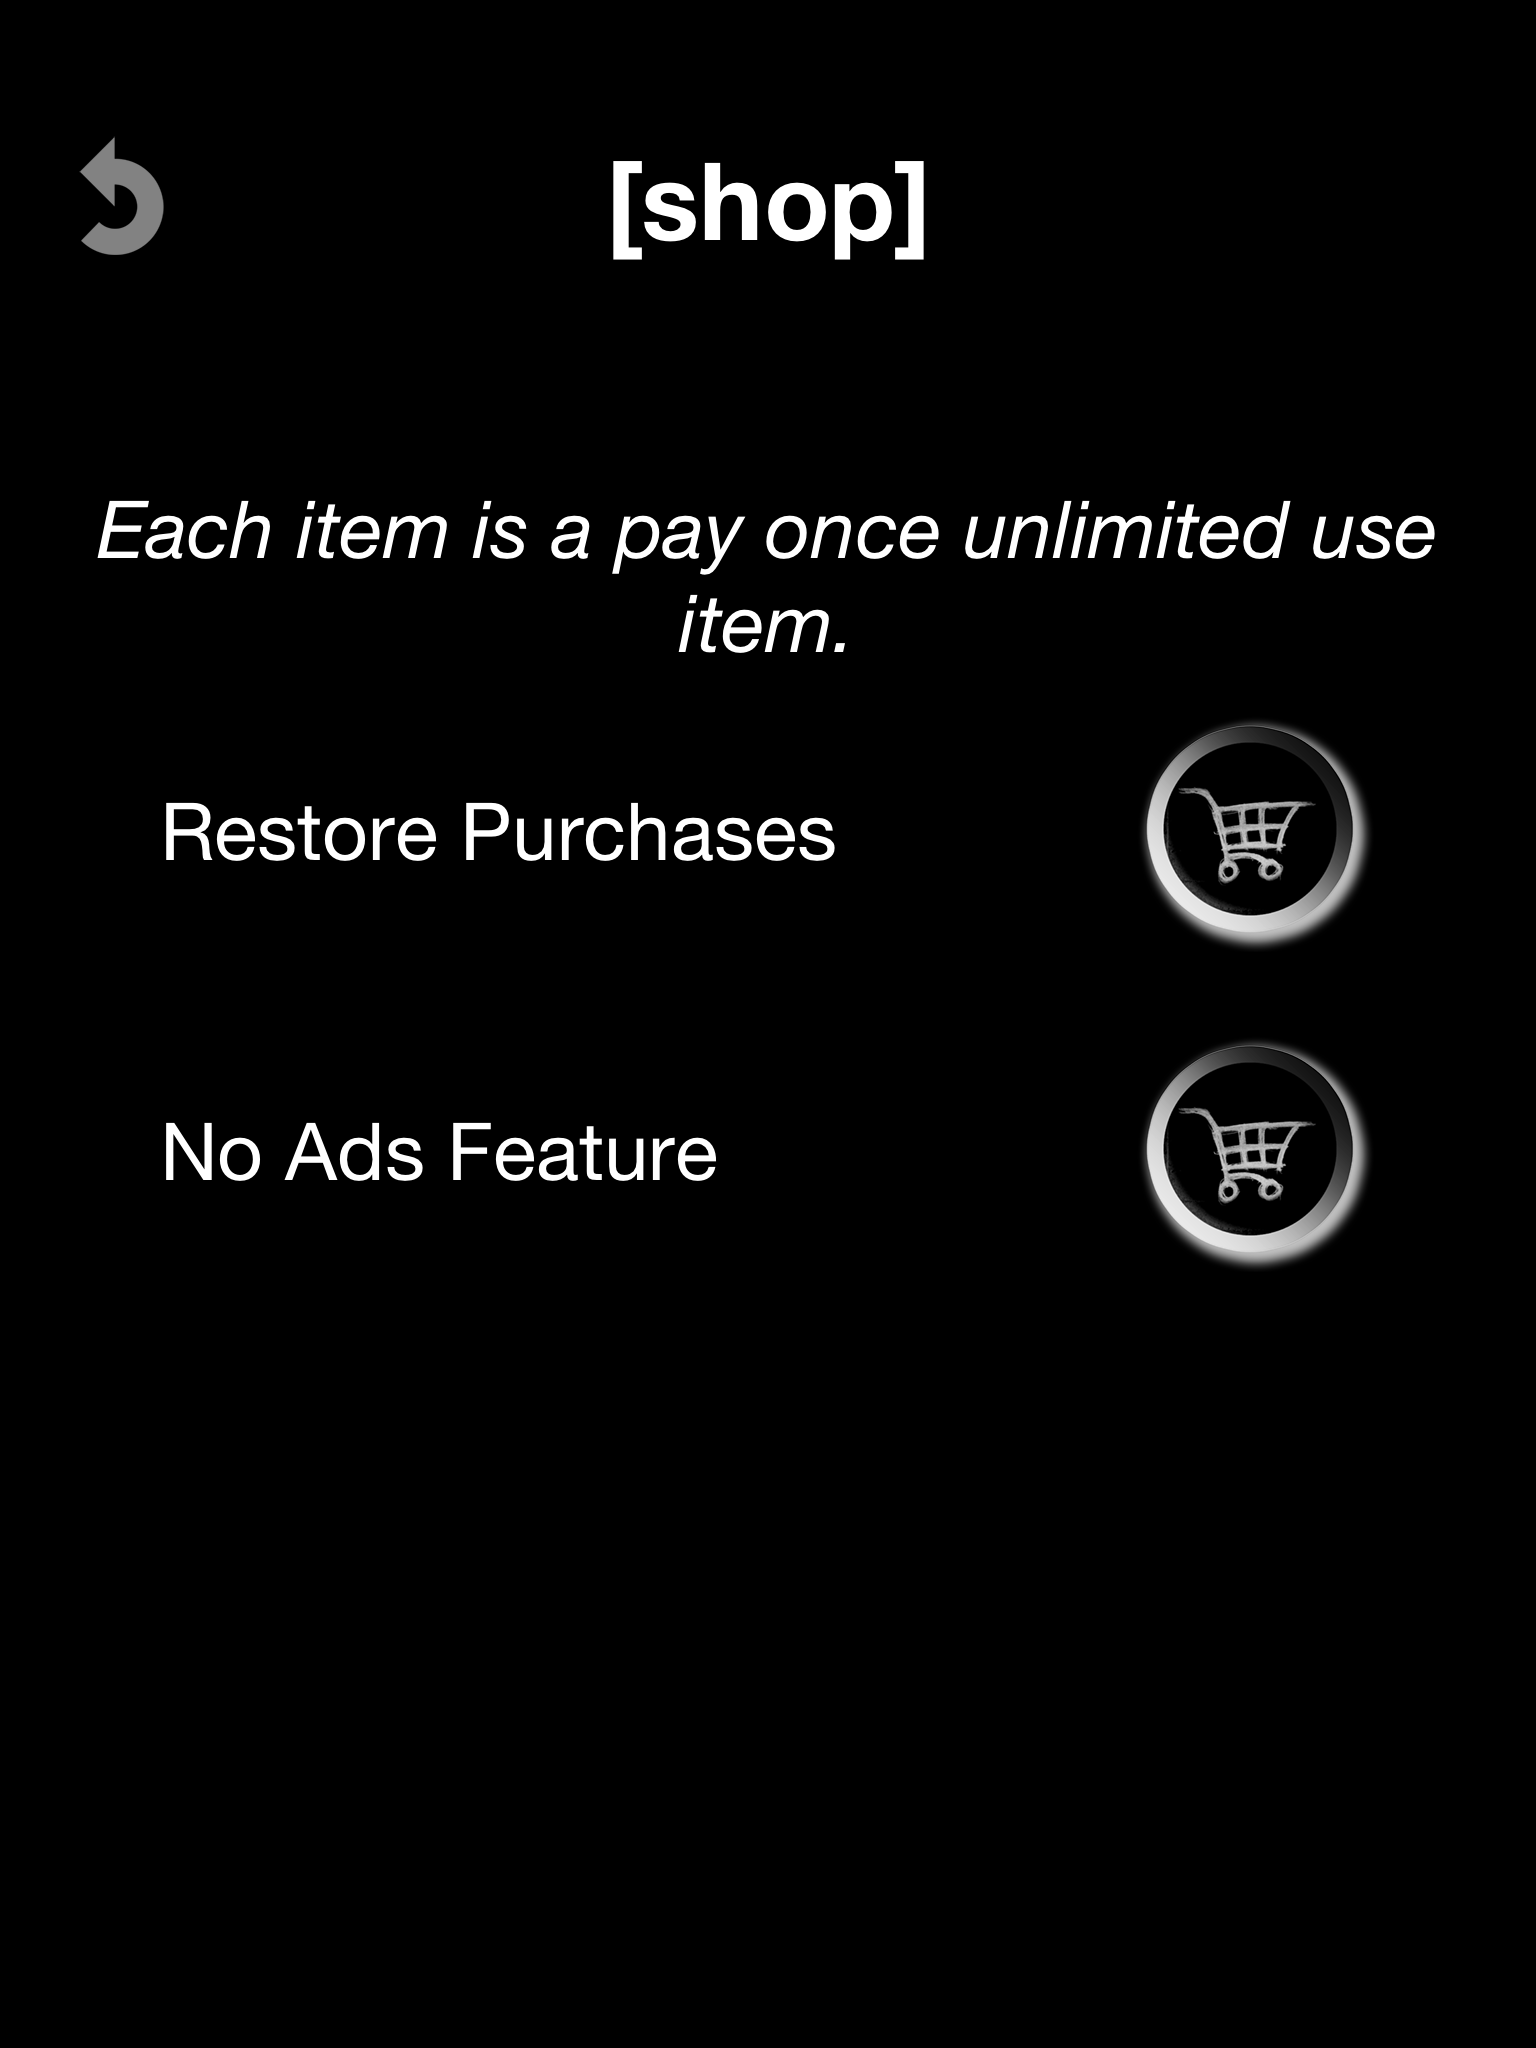 [shop]
Each item is a pay once unlimited use
item.
Restore Purchases
No Ads Feature